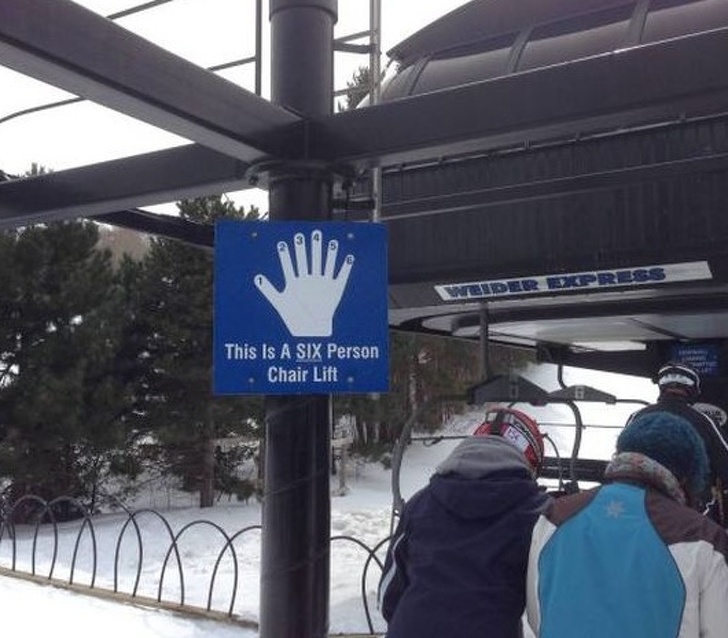 1 2 3 4 5 6
This Is A SIX Person
Chair Lift
WEIDER EXPRESS